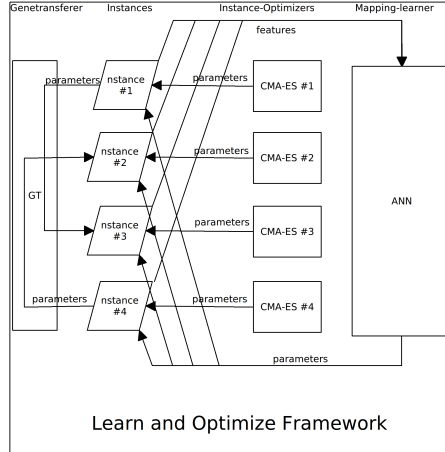 Genetransferer Instances Instance-Optimizers Mapping-learner
features
parameters
nstance
#1
parameters
CMA-ES #1
nstance
#2
parameters
CMA-ES #2
GT
ANN
nstance
#3
parameters
CMA-ES #3
parameters
nstance
#4
parameters
CMA-ES #4
parameters
Learn and Optimize Framework